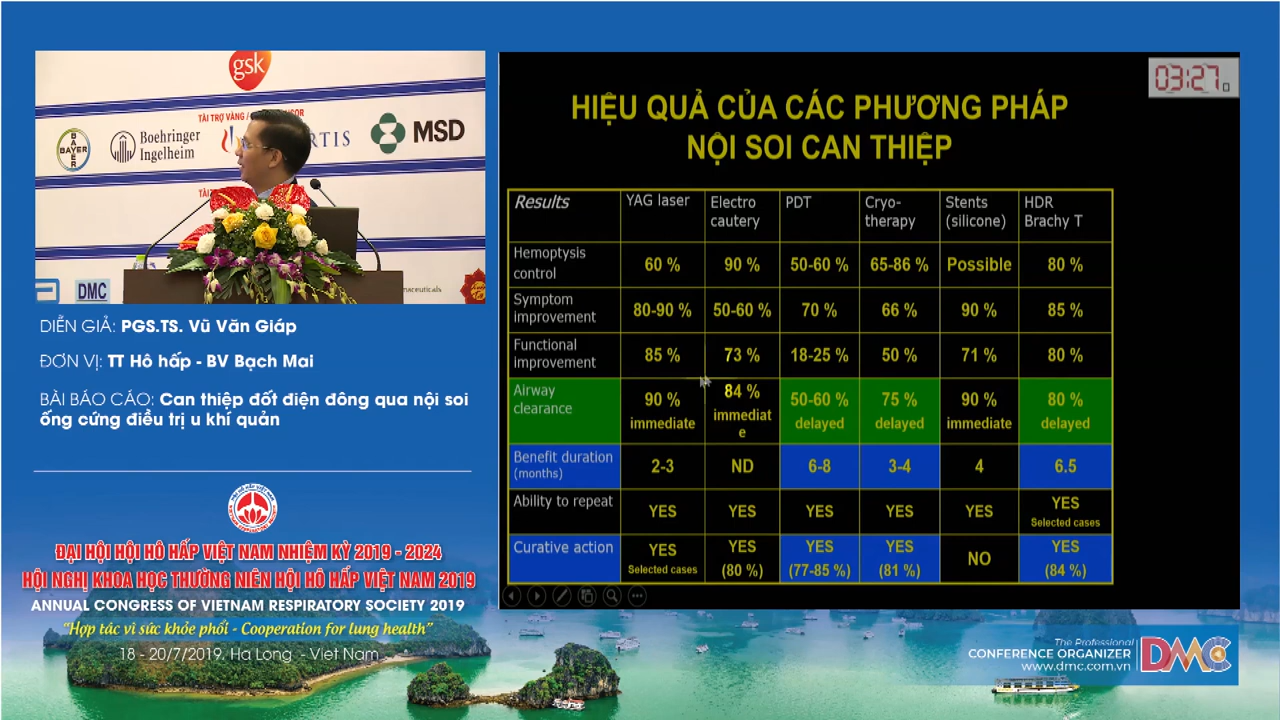 gsk
TÀI TRỢ VÀNG /
BAYER
BAYER
Boehringer
Ingelheim
RTIS
MSD
DMC
DIỄN GIẢ: PGS.TS. Vũ Văn Giáp
ĐƠN VỊ: TT Hô hấp - BV Bạch Mai
BÀI BÁO CÁO: Can thiệp đốt điện đông qua nội soi
ống cứng điều trị u khí quản
ĐẠI HỘI HỘI HÔ HẤP VIỆT NAM NHIỆM KỲ 2019 - 2024
HỘI NGHỊ KHOA HỌC THƯỜNG NIÊN HỘI HÔ HẤP VIỆT NAM 2019
ANNUAL CONGRESS OF VIETNAM RESPIRATORY SOCIETY 2019
“Hợp tác vì sức khỏe phổi - Cooperation for lung health”
18 - 20/7/2019. Ha Long - Viet Nam
03:27
HIỆU QUẢ CỦA CÁC PHƯƠNG PHÁP
NỘI SOI CAN THIỆP
Results YAG laser Electro cautery PDT Cryo- therapy Stents (silicone) HDR Brachy T
Hemoptysis control 60 % 90 % 50-60 % 65-86 % Possible 80 %
Symptom improvement 80-90 % 50-60 % 70 % 66 % 90 % 85 %
Functional improvement 85 % 73 % 18-25 % 50 % 71 % 80 %
Airway clearance 90 % immediate 84 % immediat e 50-60 % delayed 75 % delayed 90 % immediate 80 % delayed
Benefit duration (months) 2-3 ND 6-8 3-4 4 6.5
Ability to repeat YES YES YES YES YES YES Selected cases
Curative action YES Selected cases YES (80 %) YES (77-85 %) YES (81 %) NO YES (84 %)
The Professional
CONFERENCE ORGANIZER
www.dmc.com.vn
DMC